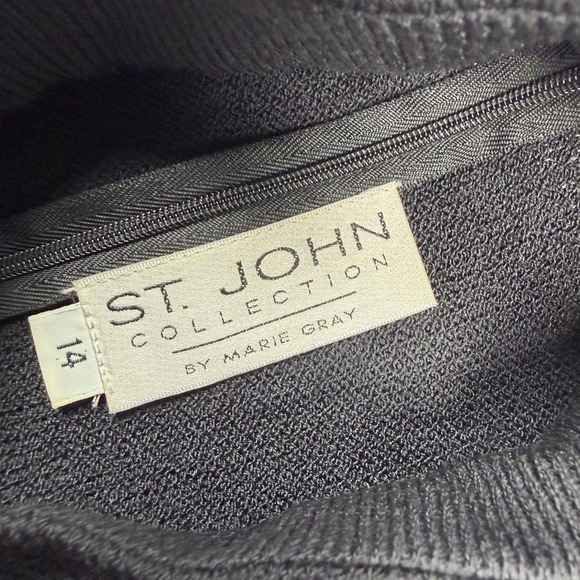 ST. JOHN
COLLECTION
BY MARIE GRAY
14